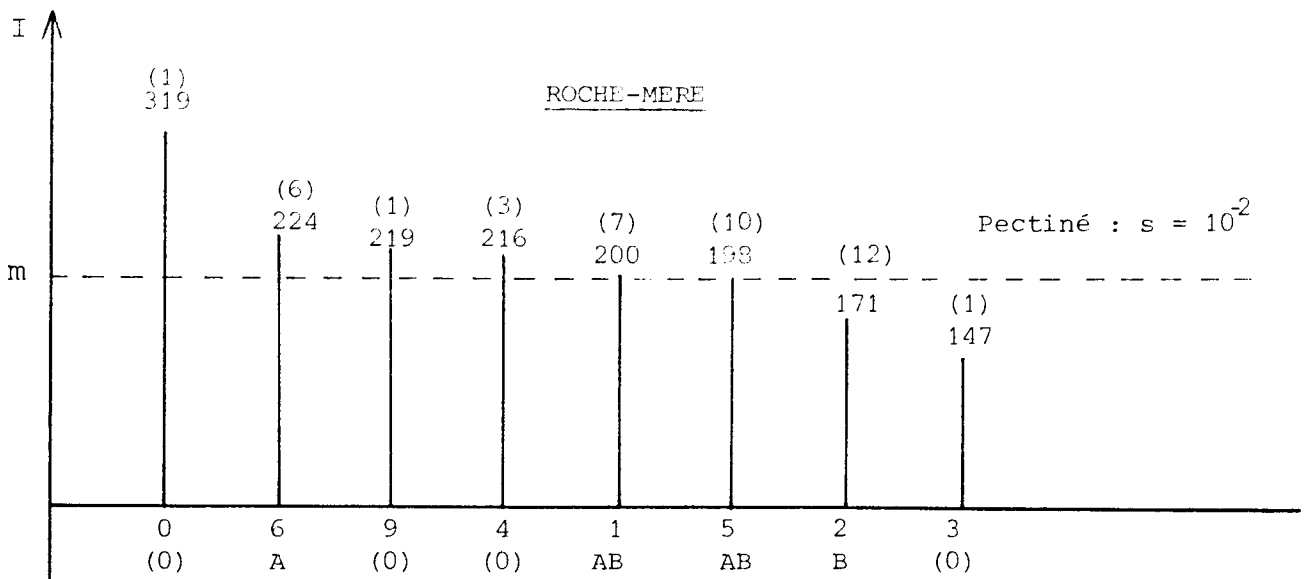 I
(1)
319
ROCHE-MERE
(6)
224
(1)
219
(3)
216
(7)
200
(10)
198
(12)
171
(1)
147
Pectiné : s = 10⁻²
m
0 6 9 4 1 5 2 3
(0) A (0) (0) AB AB B (0)